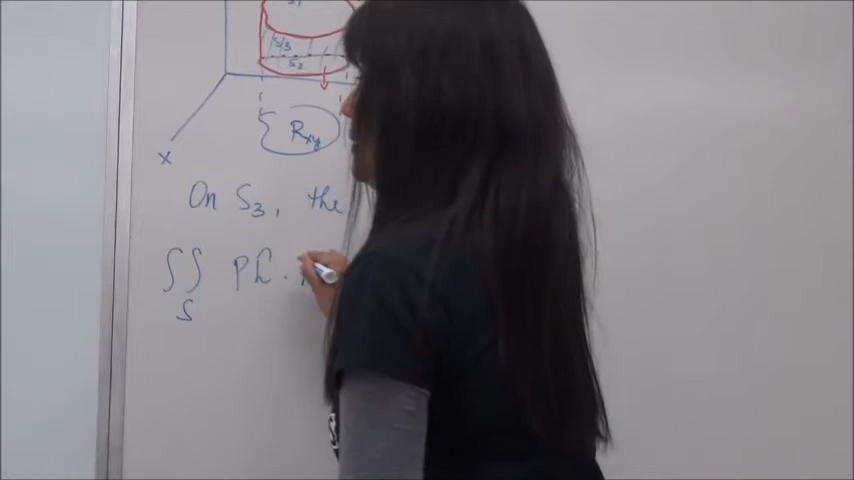 S1
S3
S2
Rxy
x
On S3, the
∬ p k̂ .
S